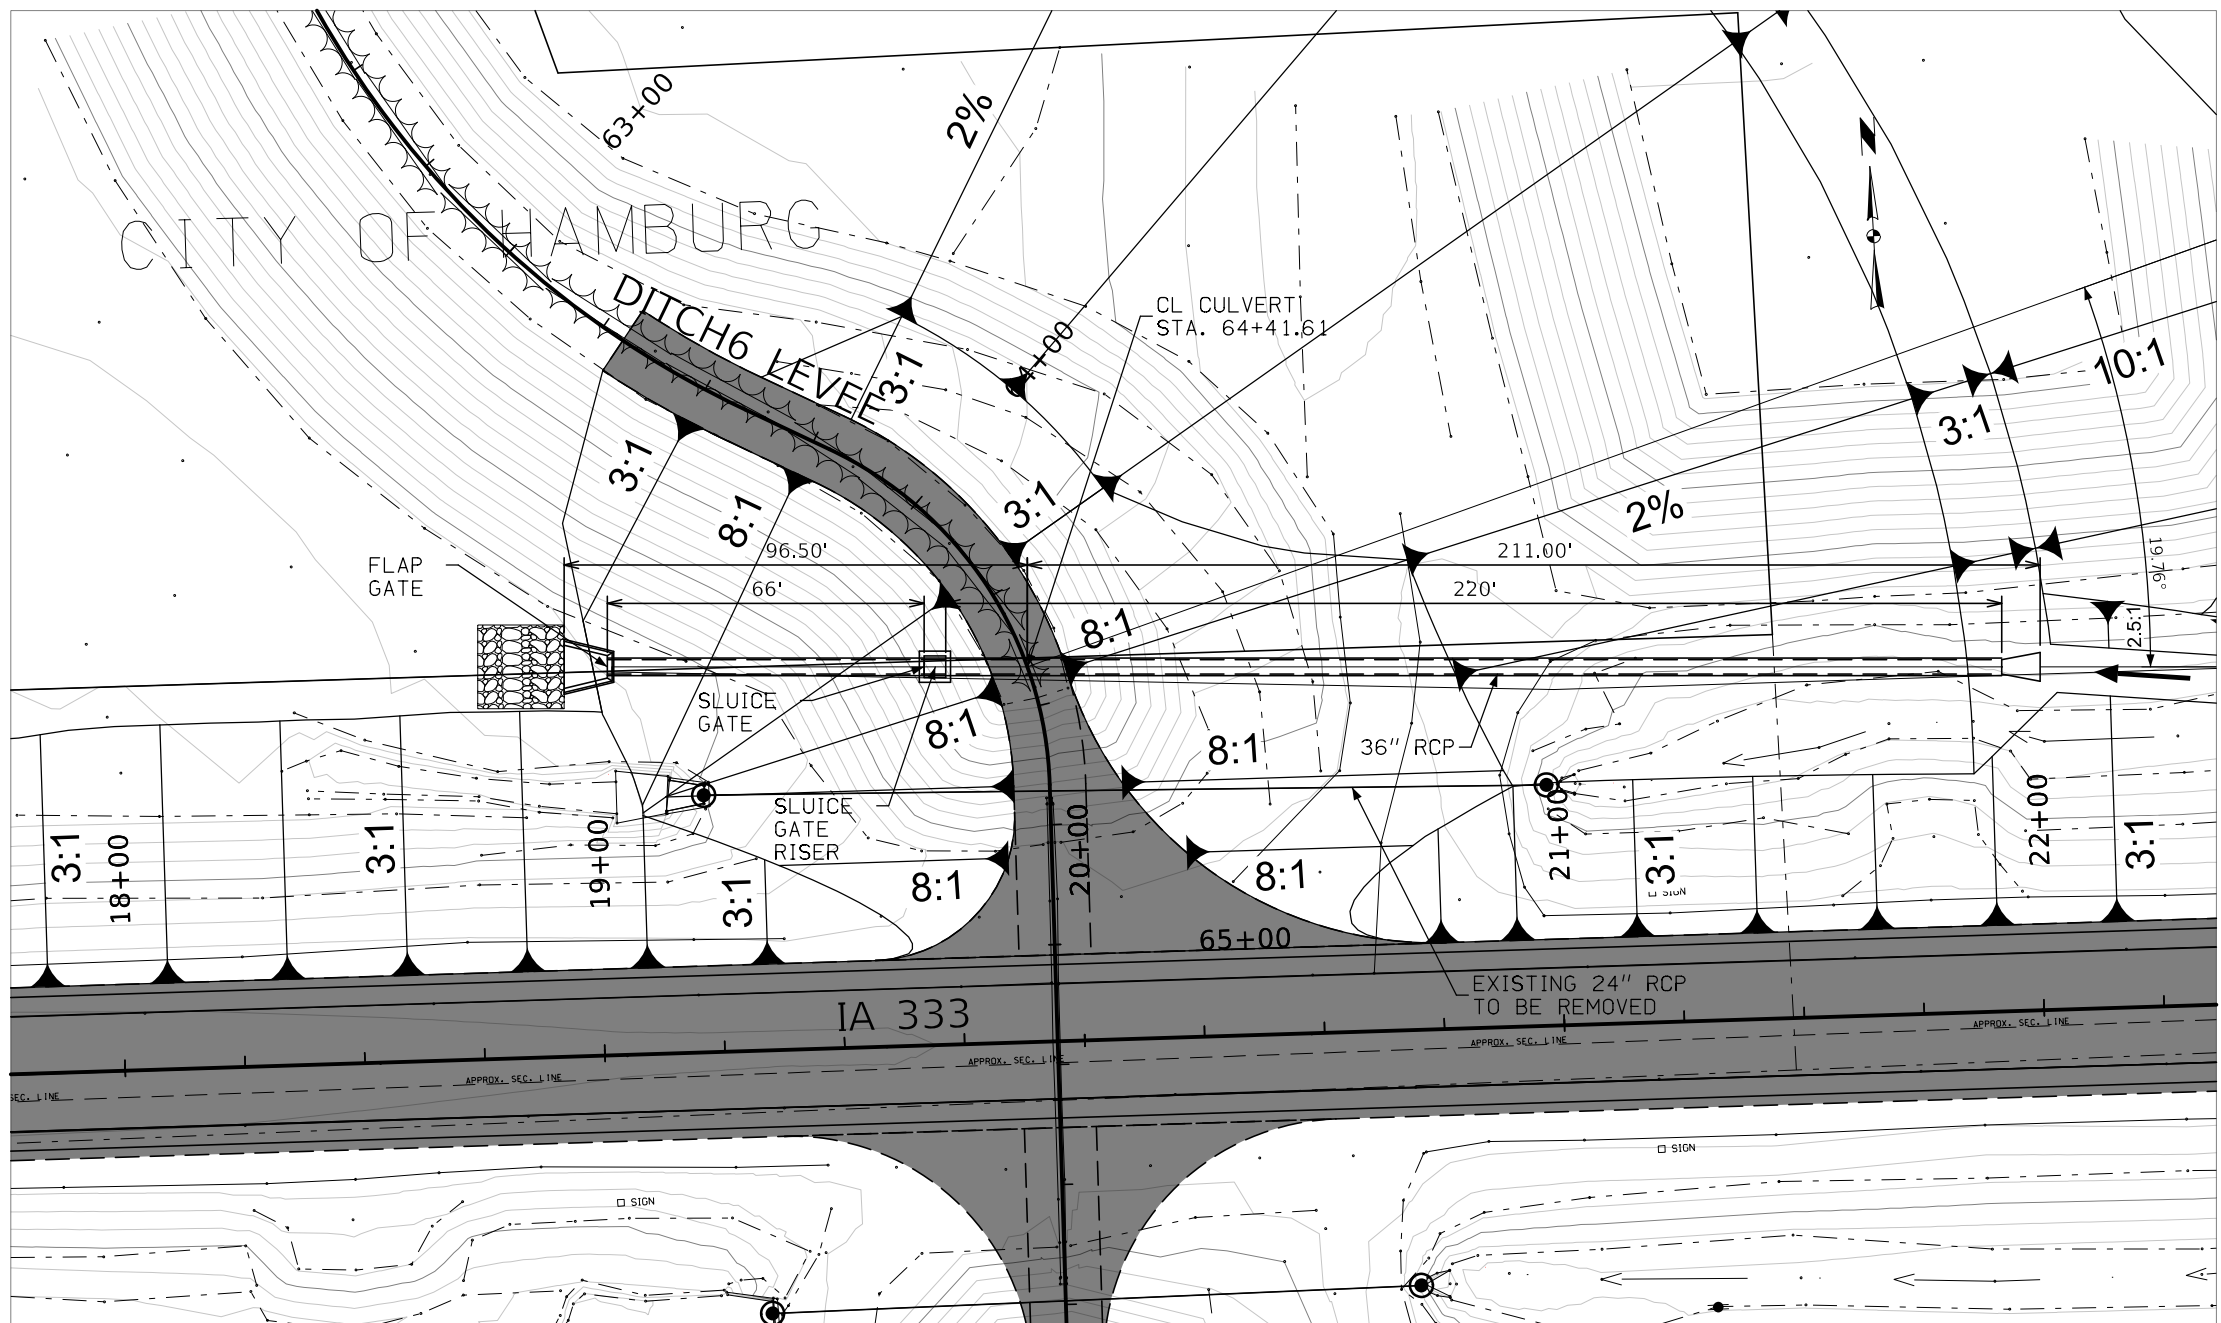 63+00
2%
N
CITY OF HAMBURG
DITCH6 LEVEE
CL CULVERT
STA. 64+41.61
64+00
3:1
10:1
3:1
3:1
3:1
2%
8:1
96.50'
211.00'
19.76°
FLAP
GATE
66'
220'
8:1
2.5:1
SLUICE
GATE
8:1
8:1
36" RCP
SLUICE
GATE
RISER
3:1
18+00
3:1
19+00
3:1
8:1
20+00
8:1
21+00
3:1
SIGN
22+00
3:1
65+00
EXISTING 24" RCP
TO BE REMOVED
IA 333
APPROX. SEC. LINE
APPROX. SEC. LINE
APPROX. SEC. LINE
APPROX. SEC. LINE
SEC. LINE
SIGN
SIGN